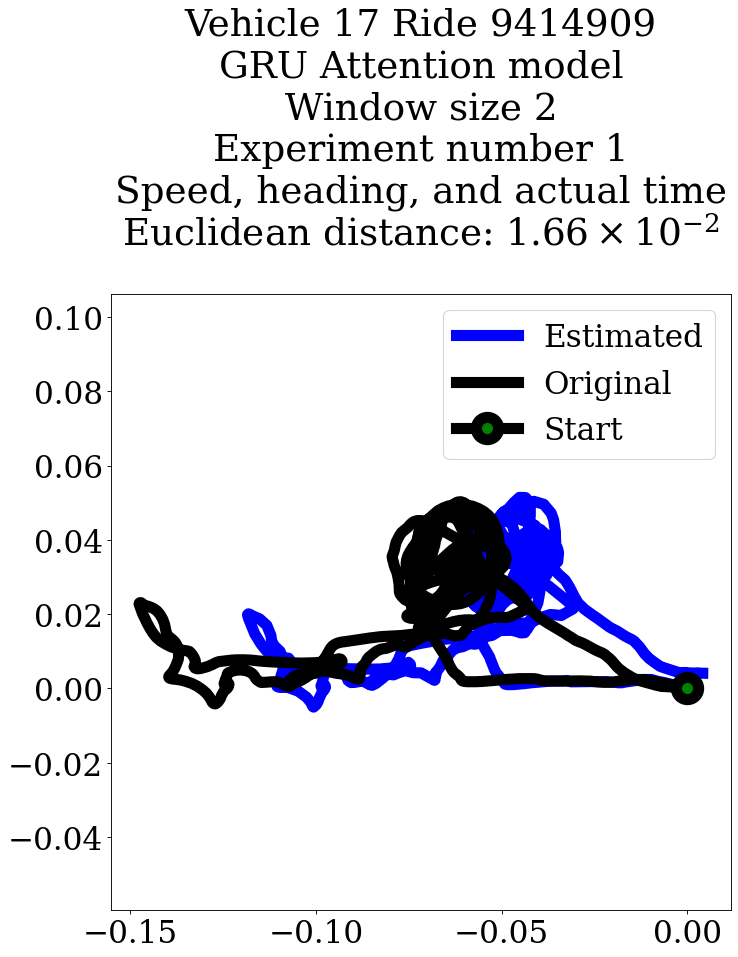 Vehicle 17 Ride 9414909
GRU Attention model
Window size 2
Experiment number 1
Speed, heading, and actual time
Euclidean distance: 1.66 × 10⁻²
Estimated
Original
Start
0.10
0.08
0.06
0.04
0.02
0.00
−0.02
−0.04
−0.15
−0.10
−0.05
0.00